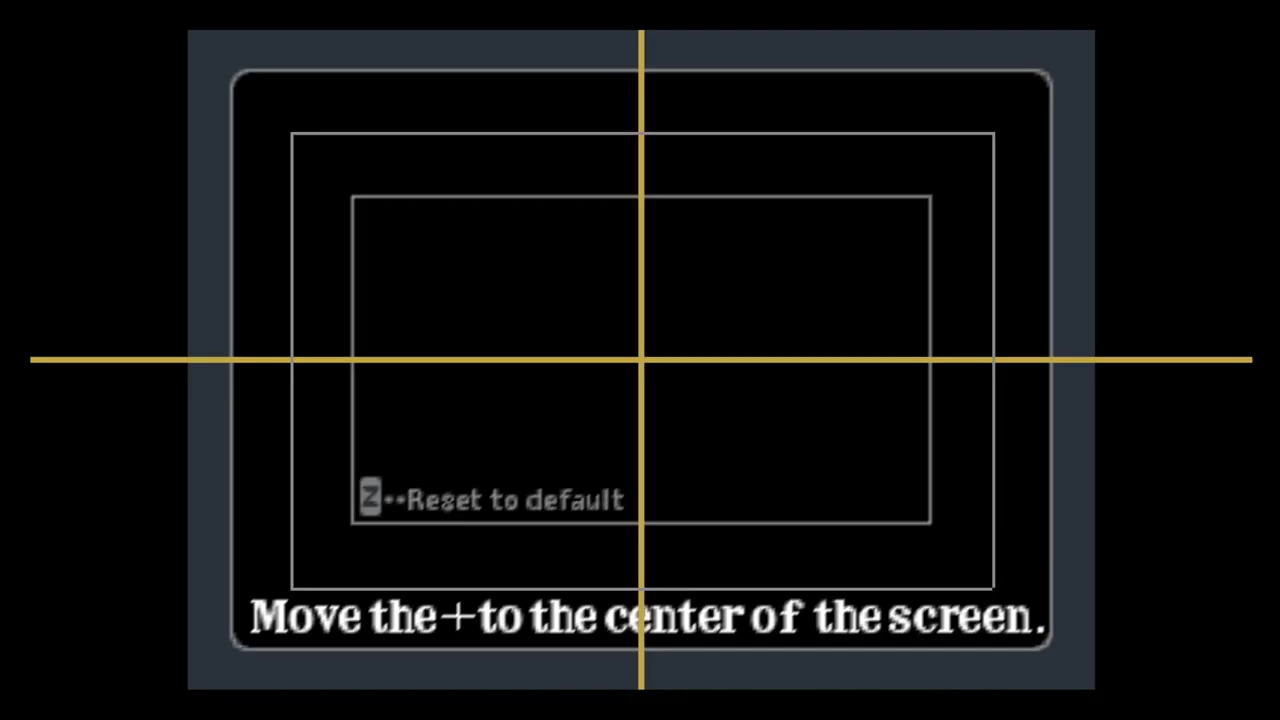 Z··Reset to default
Move the+to the center of the screen.